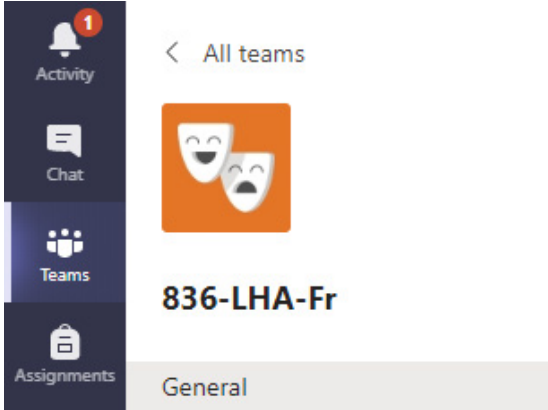 1
Activity
Chat
Teams
Assignments
All teams
836-LHA-Fr
General